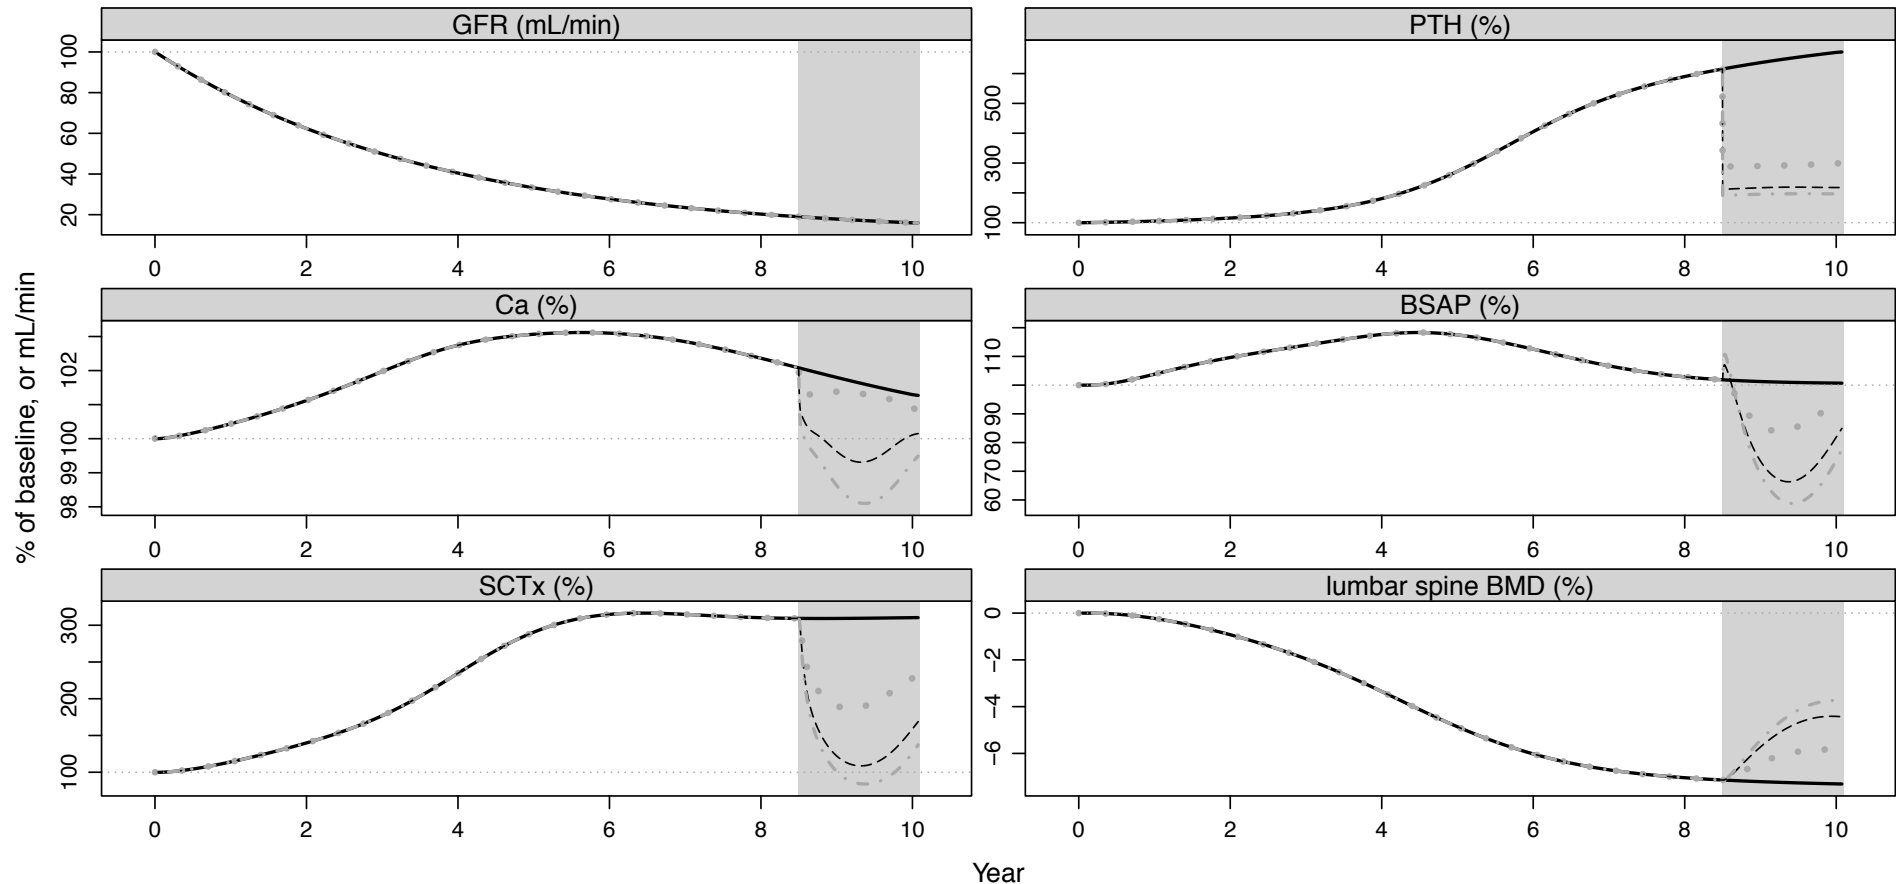 GFR (mL/min)
100
80
60
40
20
0 2 4 6 8 10
PTH (%)
500
300
100
0 2 4 6 8 10
Ca (%)
102
100
99
98
0 2 4 6 8 10
BSAP (%)
110
90
80
70
60
0 2 4 6 8 10
SCTx (%)
300
200
100
0 2 4 6 8 10
lumbar spine BMD (%)
0
−2
−4
−6
0 2 4 6 8 10
% of baseline, or mL/min
Year